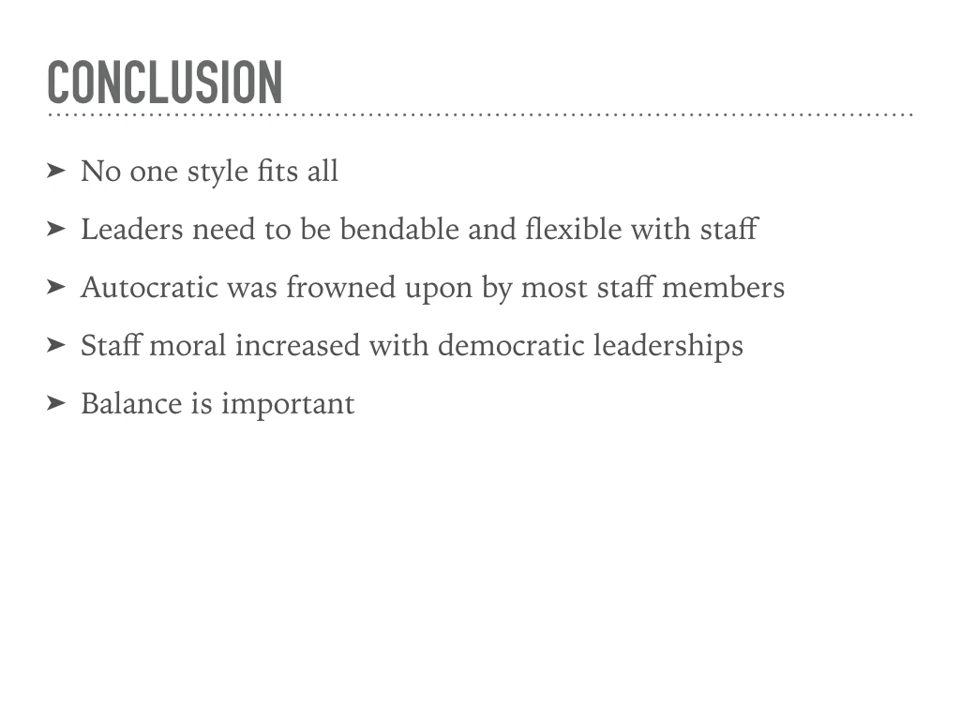 CONCLUSION
➤ No one style fits all
➤ Leaders need to be bendable and flexible with staff
➤ Autocratic was frowned upon by most staff members
➤ Staff moral increased with democratic leaderships
➤ Balance is important